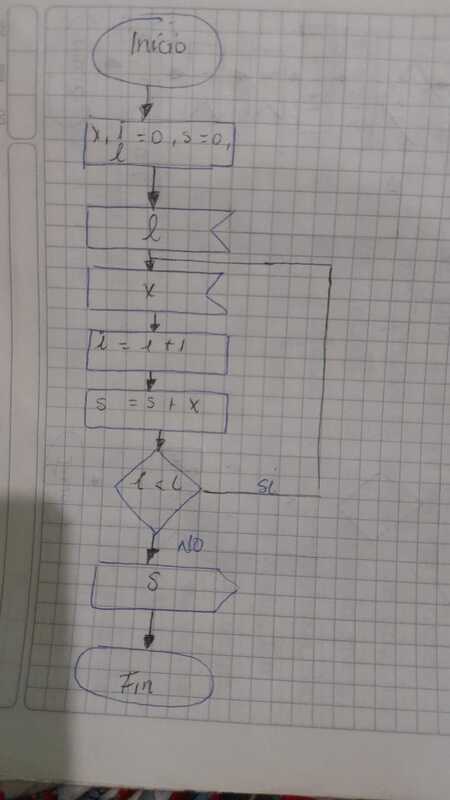 Inicio
x, i = 0, s = 0,
l
l
x
i = i + 1
s = s + x
i < l
Si
NO
S
Fin